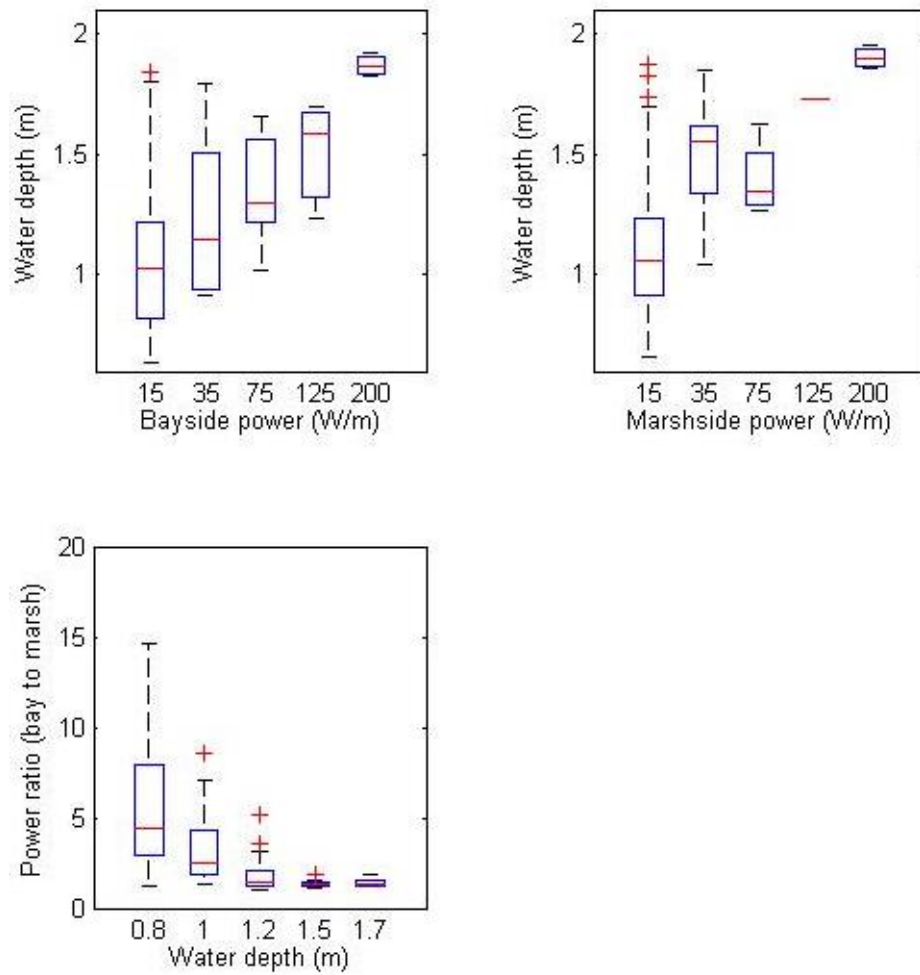 2
1.5
1
Water depth (m)
15 35 75 125 200
Bayside power (W/m)
2
1.5
1
Water depth (m)
15 35 75 125 200
Marshside power (W/m)
20
15
10
5
0
Power ratio (bay to marsh)
0.8 1 1.2 1.5 1.7
Water depth (m)